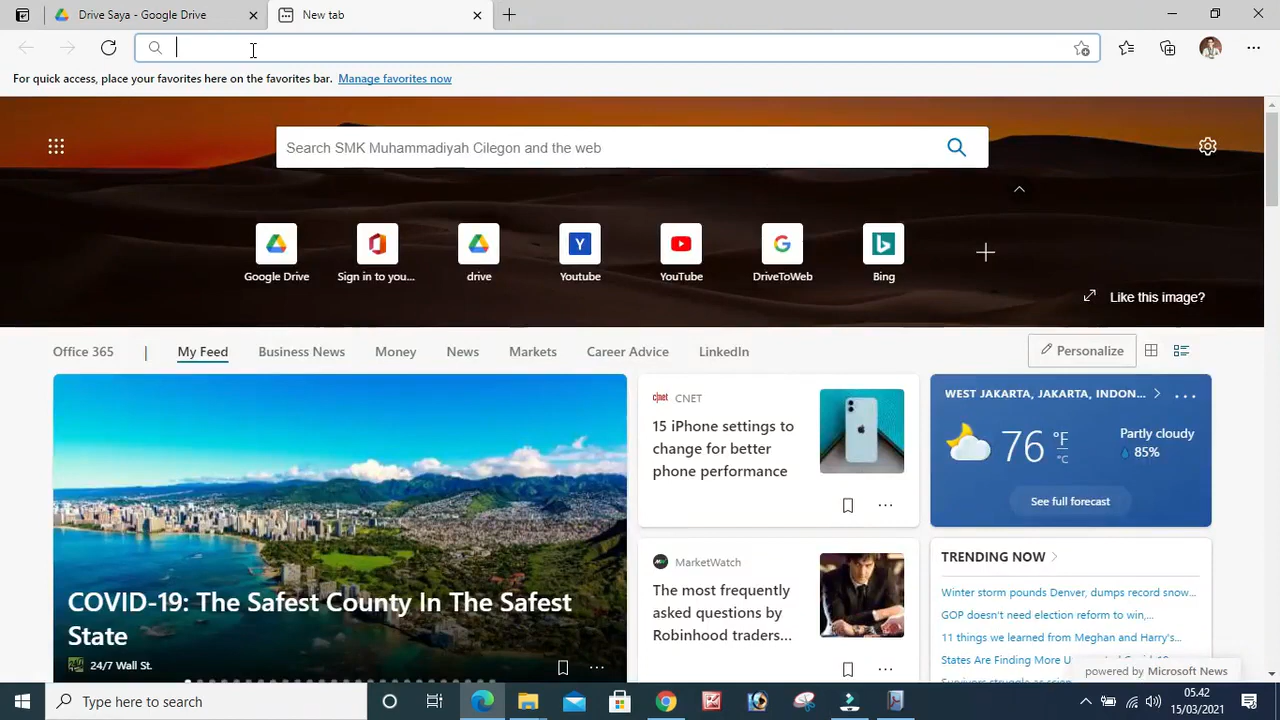 Drive Saya - Google Drive
New tab
For quick access, place your favorites here on the favorites bar. Manage favorites now
Search SMK Muhammadiyah Cilegon and the web
Google Drive
Sign in to you...
drive
Y
Youtube
YouTube
G
DriveToWeb
b
Bing
Like this image?
Office 365 | My Feed Business News Money News Markets Career Advice LinkedIn
Personalize
COVID-19: The Safest County In The Safest
State
24/7 Wall St.
c|net CNET
15 iPhone settings to
change for better
phone performance
MarketWatch
The most frequently
asked questions by
Robinhood traders...
WEST JAKARTA, JAKARTA, INDON...
76 °F
°C
Partly cloudy
85%
See full forecast
TRENDING NOW
Winter storm pounds Denver, dumps record snow...
GOP doesn't need election reform to win,...
11 things we learned from Meghan and Harry's...
States Are Finding More
powered by Microsoft News
Type here to search
05.42
15/03/2021